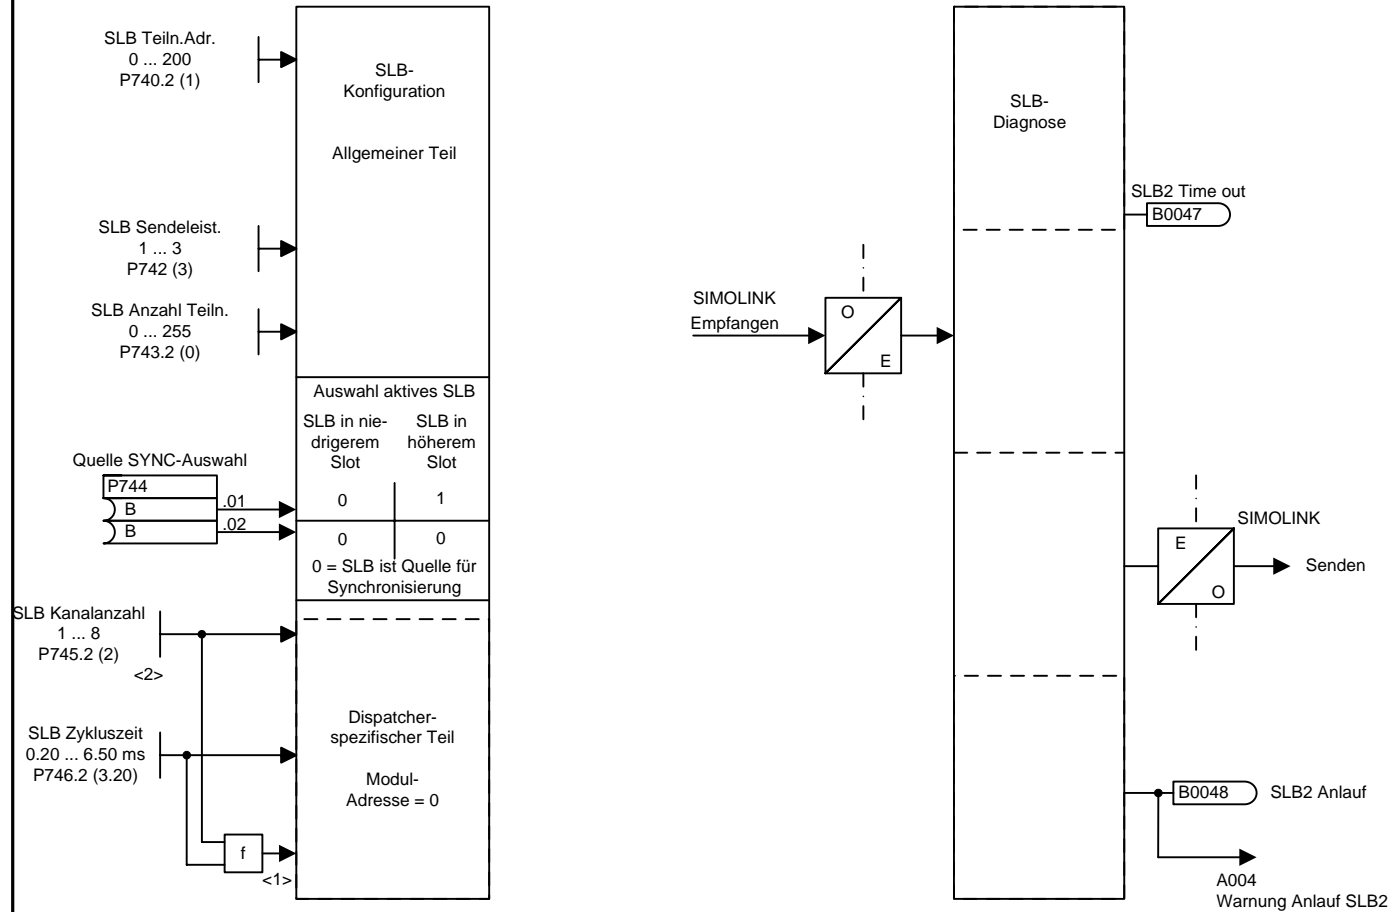 SLB Teiln.Adr.
0 ... 200
P740.2 (1)
SLB-
Konfiguration
Allgemeiner Teil
SLB Sendeleist.
1 ... 3
P742 (3)
SLB Anzahl Teiln.
0 ... 255
P743.2 (0)
Auswahl aktives SLB
SLB in nie-
drigerem
Slot
SLB in
höherem
Slot
Quelle SYNC-Auswahl
P744
B
.01
0
1
B
.02
0
0
0 = SLB ist Quelle für
Synchronisierung
SLB Kanalanzahl
1 ... 8
P745.2 (2)
<2>
SLB Zykluszeit
0.20 ... 6.50 ms
P746.2 (3.20)
Dispatcher-
spezifischer Teil
Modul-
Adresse = 0
f
<1>
SLB-
Diagnose
SLB2 Time out
B0047
SIMOLINK
Empfangen
O
E
SIMOLINK
E
O
Senden
B0048
SLB2 Anlauf
A004
Warnung Anlauf SLB2